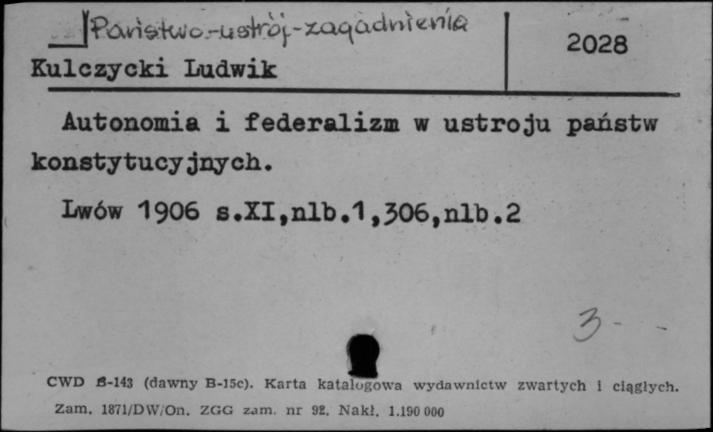 Państwo-ustrój-zagadnienia
2028
Kulczycki Ludwik
Autonomia i federalizm w ustroju państw
konstytucyjnych.
Lwów 1906 s.XI,nlb.1,306,nlb.2
3--
CWD B-143 (dawny B-15c). Karta katalogowa wydawnictw zwartych i ciągłych.
Zam. 1871/DW/On. ZGG zam. nr 92. Nakł. 1.190 000